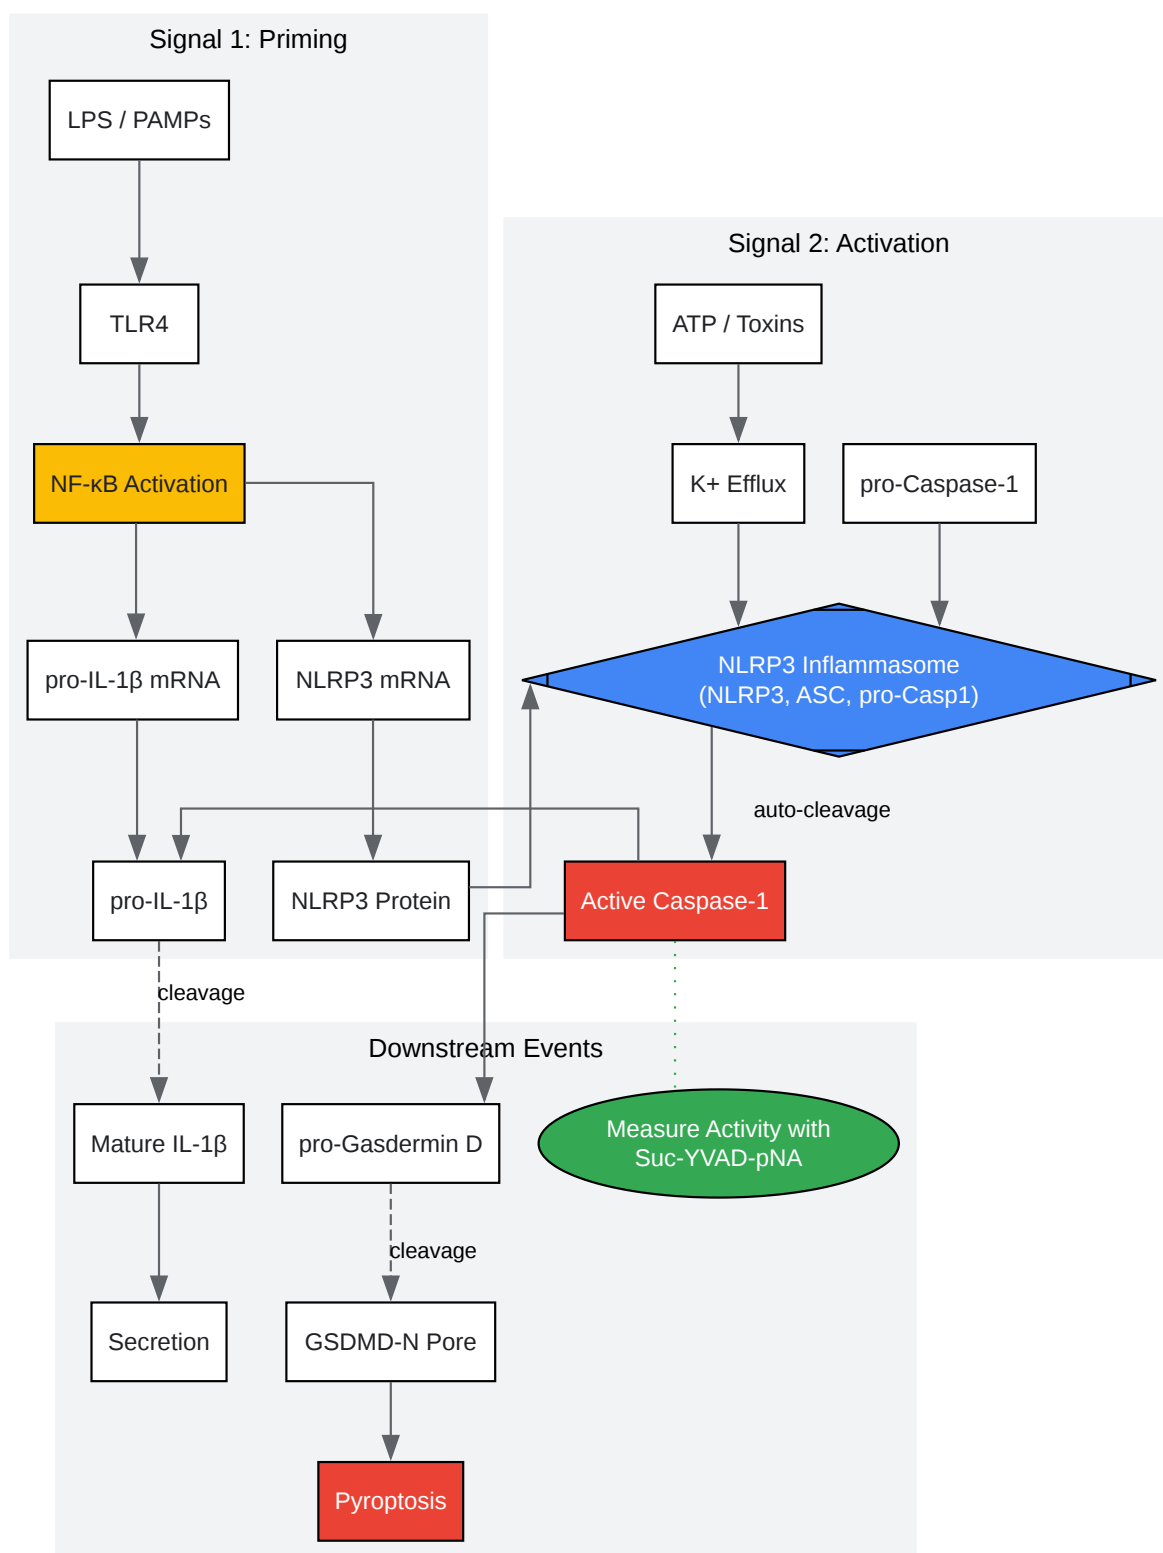 Signal 1: Priming
LPS / PAMPs
TLR4
NF-κB Activation
pro-IL-1β mRNA
NLRP3 mRNA
pro-IL-1β
NLRP3 Protein
Signal 2: Activation
ATP / Toxins
K+ Efflux
pro-Caspase-1
NLRP3 Inflammasome
(NLRP3, ASC, pro-Casp1)
auto-cleavage
Active Caspase-1
cleavage
Downstream Events
Mature IL-1β
pro-Gasdermin D
Measure Activity with
Suc-YVAD-pNA
cleavage
Secretion
GSDMD-N Pore
Pyroptosis